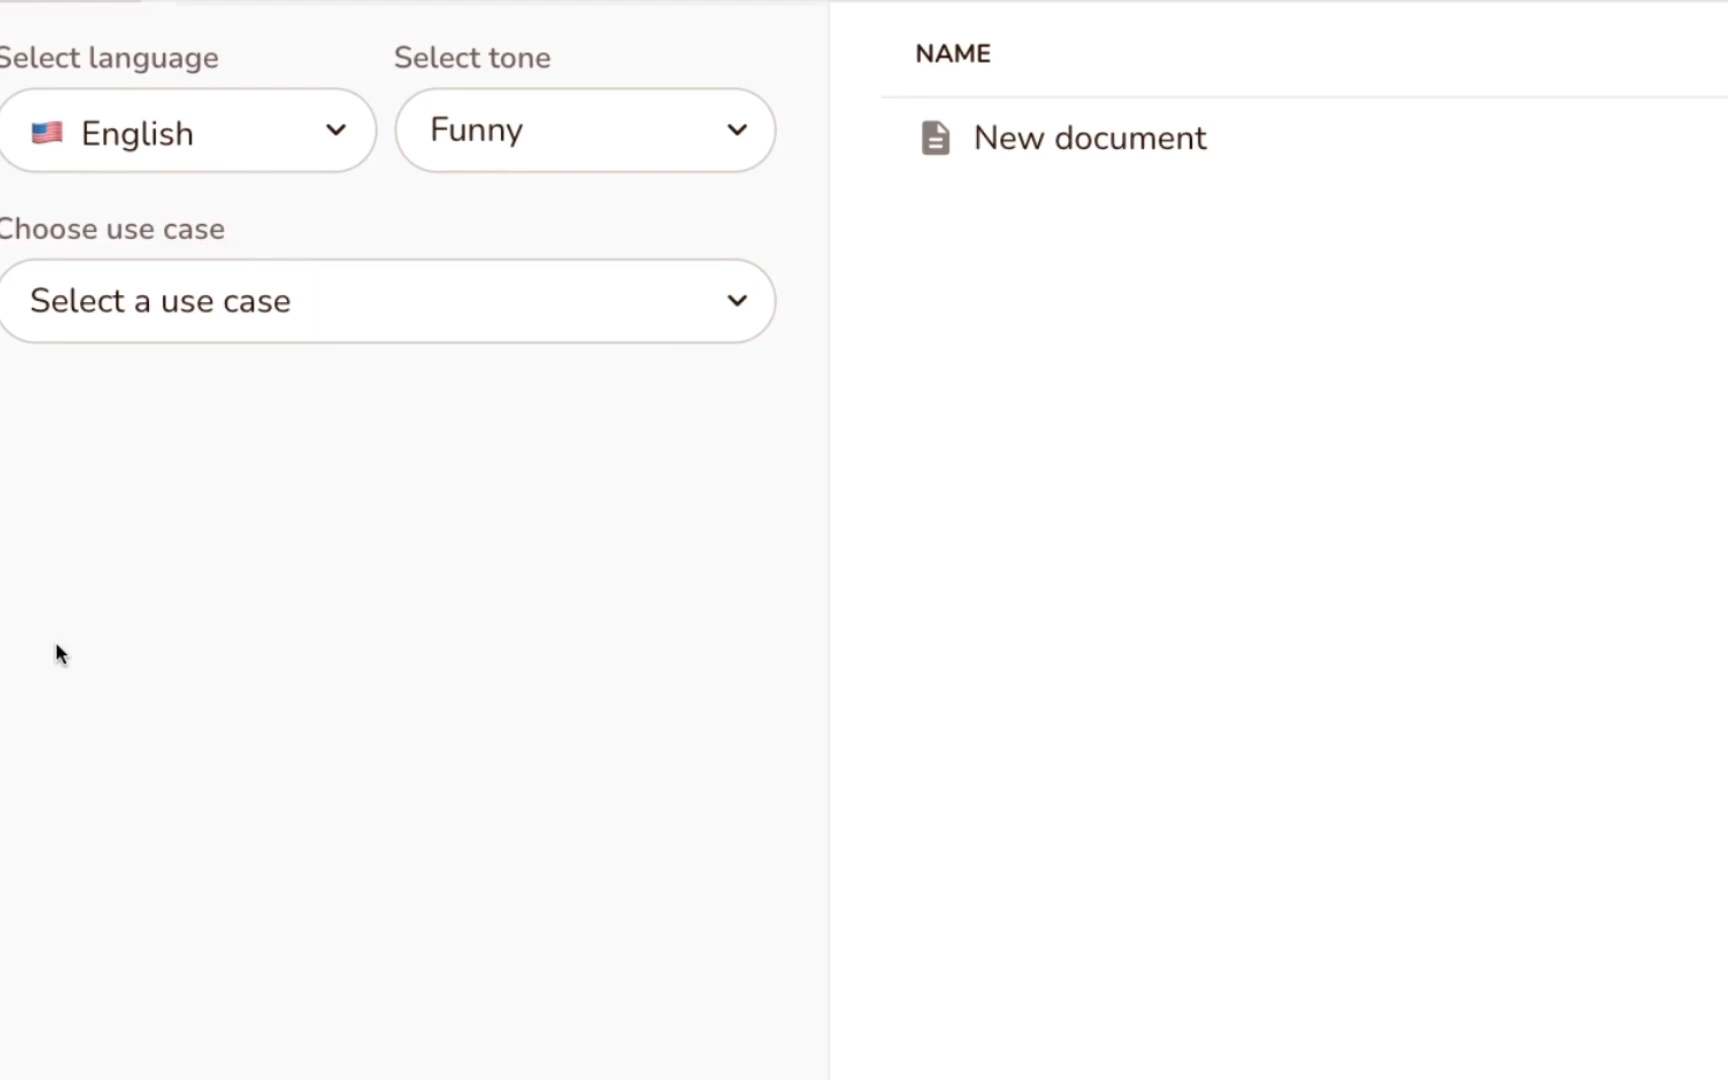 Select language
English
Select tone
Funny
Choose use case
Select a use case
NAME
New document